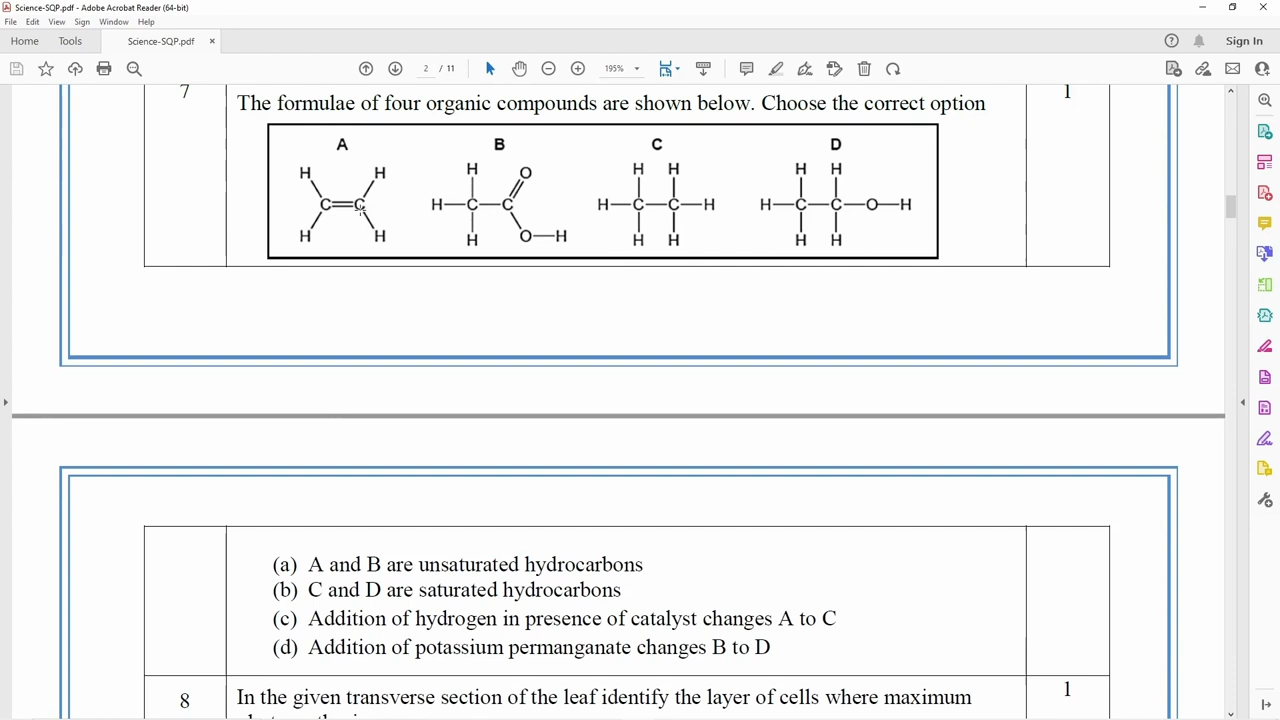 Science-SQP.pdf - Adobe Acrobat Reader (64-bit)
File Edit View Sign Window Help
Home Tools Science-SQP.pdf × Sign In
2 / 11 195%
7 The formulae of four organic compounds are shown below. Choose the correct option 1
A B C D
H H H O H H H H
C=C H-C-C H-C-C-H H-C-C-O-H
H H H O-H H H H H
(a) A and B are unsaturated hydrocarbons
(b) C and D are saturated hydrocarbons
(c) Addition of hydrogen in presence of catalyst changes A to C
(d) Addition of potassium permanganate changes B to D
8 In the given transverse section of the leaf identify the layer of cells where maximum 1